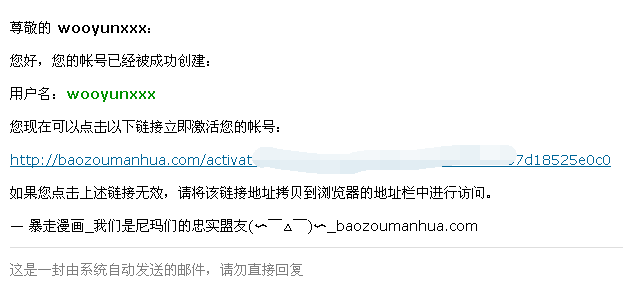 尊敬的 wooyunxxx：
您好，您的帐号已经被成功创建：
用户名：wooyunxxx
您现在可以点击以下链接立即激活您的帐号：
http://baozoumanhua.com/activat 7d18525e0c0
如果您点击上述链接无效，请将该链接地址拷贝到浏览器的地址栏中进行访问。
— 暴走漫画_我们是尼玛们的忠实盟友(︶￣▵￣)︶_baozoumanhua.com
这是一封由系统自动发送的邮件，请勿直接回复